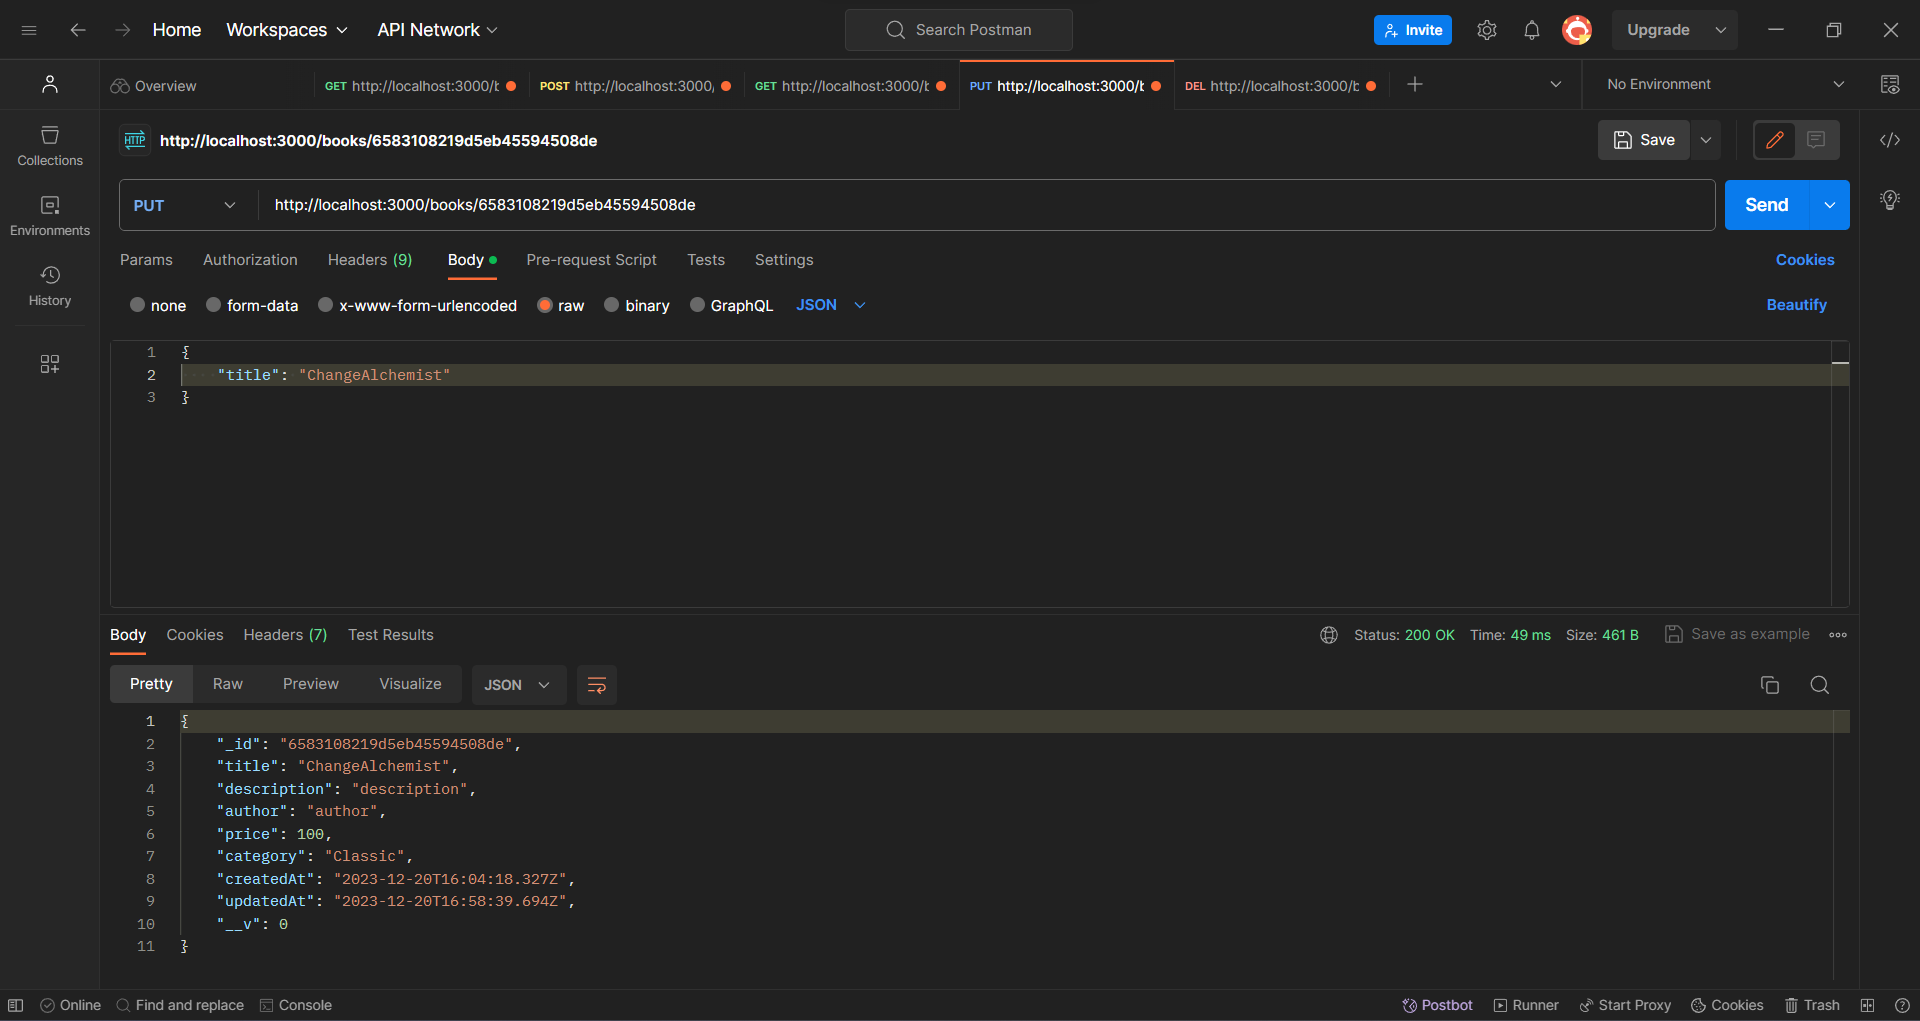 Home Workspaces API Network Search Postman Invite Upgrade
Overview GET http://localhost:3000/b POST http://localhost:3000, GET http://localhost:3000/b PUT http://localhost:3000/b DEL http://localhost:3000/b No Environment
HTTP http://localhost:3000/books/6583108219d5eb45594508de Save
Collections
PUT http://localhost:3000/books/6583108219d5eb45594508de Send
Environments
Params Authorization Headers (9) Body Pre-request Script Tests Settings Cookies
History
none form-data x-www-form-urlencoded raw binary GraphQL JSON Beautify
1 {
2 "title": "ChangeAlchemist"
3 }
Body Cookies Headers (7) Test Results Status: 200 OK Time: 49 ms Size: 461 B Save as example
Pretty Raw Preview Visualize JSON
1 {
2 "_id": "6583108219d5eb45594508de",
3 "title": "ChangeAlchemist",
4 "description": "description",
5 "author": "author",
6 "price": 100,
7 "category": "Classic",
8 "createdAt": "2023-12-20T16:04:18.327Z",
9 "updatedAt": "2023-12-20T16:58:39.694Z",
10 "__v": 0
11 }
Online Find and replace Console Postbot Runner Start Proxy Cookies Trash